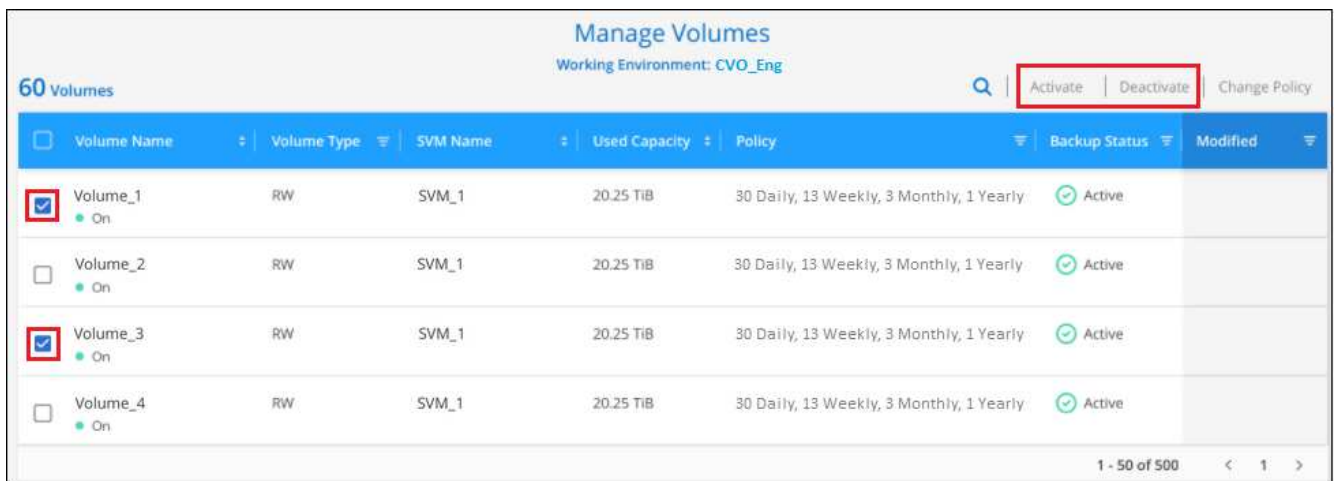 Manage Volumes
Working Environment: CVO_Eng
60 Volumes
Activate | Deactivate | Change Policy
Volume Name Volume Type SVM Name Used Capacity Policy Backup Status Modified
Volume_1 RW SVM_1 20.25 TiB 30 Daily, 13 Weekly, 3 Monthly, 1 Yearly Active
On
Volume_2 RW SVM_1 20.25 TiB 30 Daily, 13 Weekly, 3 Monthly, 1 Yearly Active
On
Volume_3 RW SVM_1 20.25 TiB 30 Daily, 13 Weekly, 3 Monthly, 1 Yearly Active
On
Volume_4 RW SVM_1 20.25 TiB 30 Daily, 13 Weekly, 3 Monthly, 1 Yearly Active
On
1 - 50 of 500 < 1 >